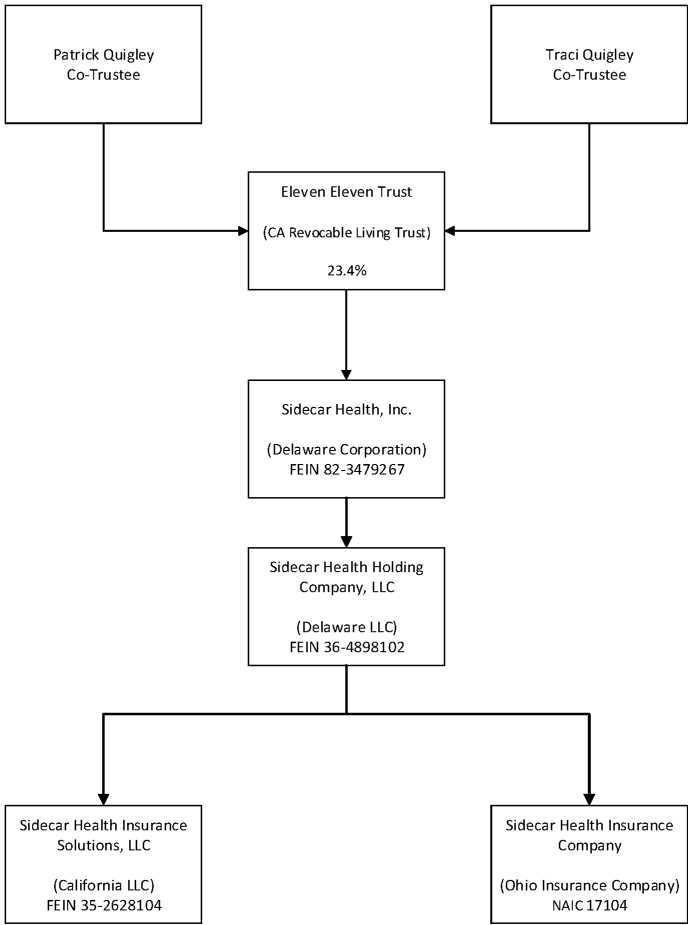 Patrick Quigley
Co-Trustee
Traci Quigley
Co-Trustee
Eleven Eleven Trust
(CA Revocable Living Trust)
23.4%
Sidecar Health, Inc.
(Delaware Corporation)
FEIN 82-3479267
Sidecar Health Holding
Company, LLC
(Delaware LLC)
FEIN 36-4898102
Sidecar Health Insurance
Solutions, LLC
(California LLC)
FEIN 35-2628104
Sidecar Health Insurance
Company
(Ohio Insurance Company)
NAIC 17104